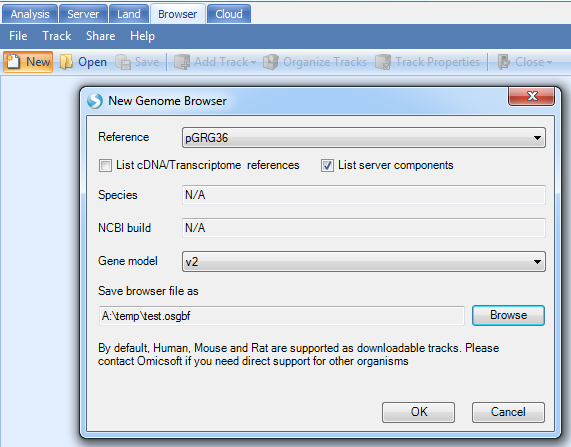 Analysis Server Land Browser Cloud
File Track Share Help
New Open Save Add Track Organize Tracks Track Properties Close
New Genome Browser
Reference pGRG36
List cDNA/Transcriptome references List server components
Species N/A
NCBI build N/A
Gene model v2
Save browser file as
A:\temp\test.osgbf Browse
By default, Human, Mouse and Rat are supported as downloadable tracks. Please
contact Omicsoft if you need direct support for other organisms
OK Cancel